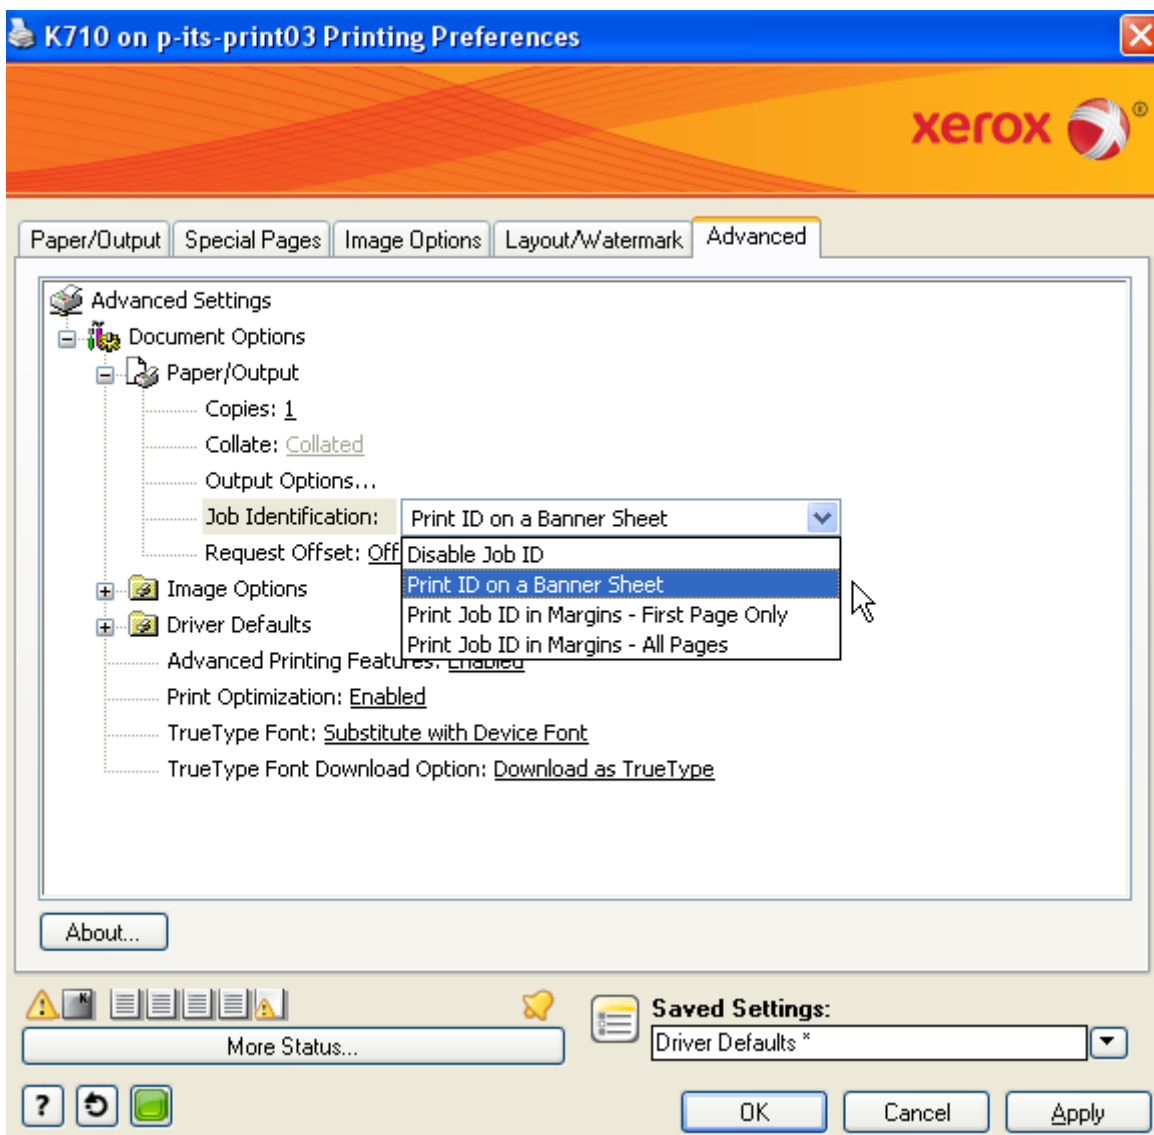 K710 on p-its-print03 Printing Preferences
xerox ®
Paper/Output Special Pages Image Options Layout/Watermark Advanced
Advanced Settings
Document Options
Paper/Output
Copies: 1
Collate: Collated
Output Options...
Job Identification: Print ID on a Banner Sheet
Request Offset: Off
Disable Job ID
Print ID on a Banner Sheet
Print Job ID in Margins - First Page Only
Print Job ID in Margins - All Pages
Image Options
Driver Defaults
Advanced Printing Features: Enabled
Print Optimization: Enabled
TrueType Font: Substitute with Device Font
TrueType Font Download Option: Download as TrueType
About...
K
More Status...
Saved Settings:
Driver Defaults *
?
OK Cancel Apply